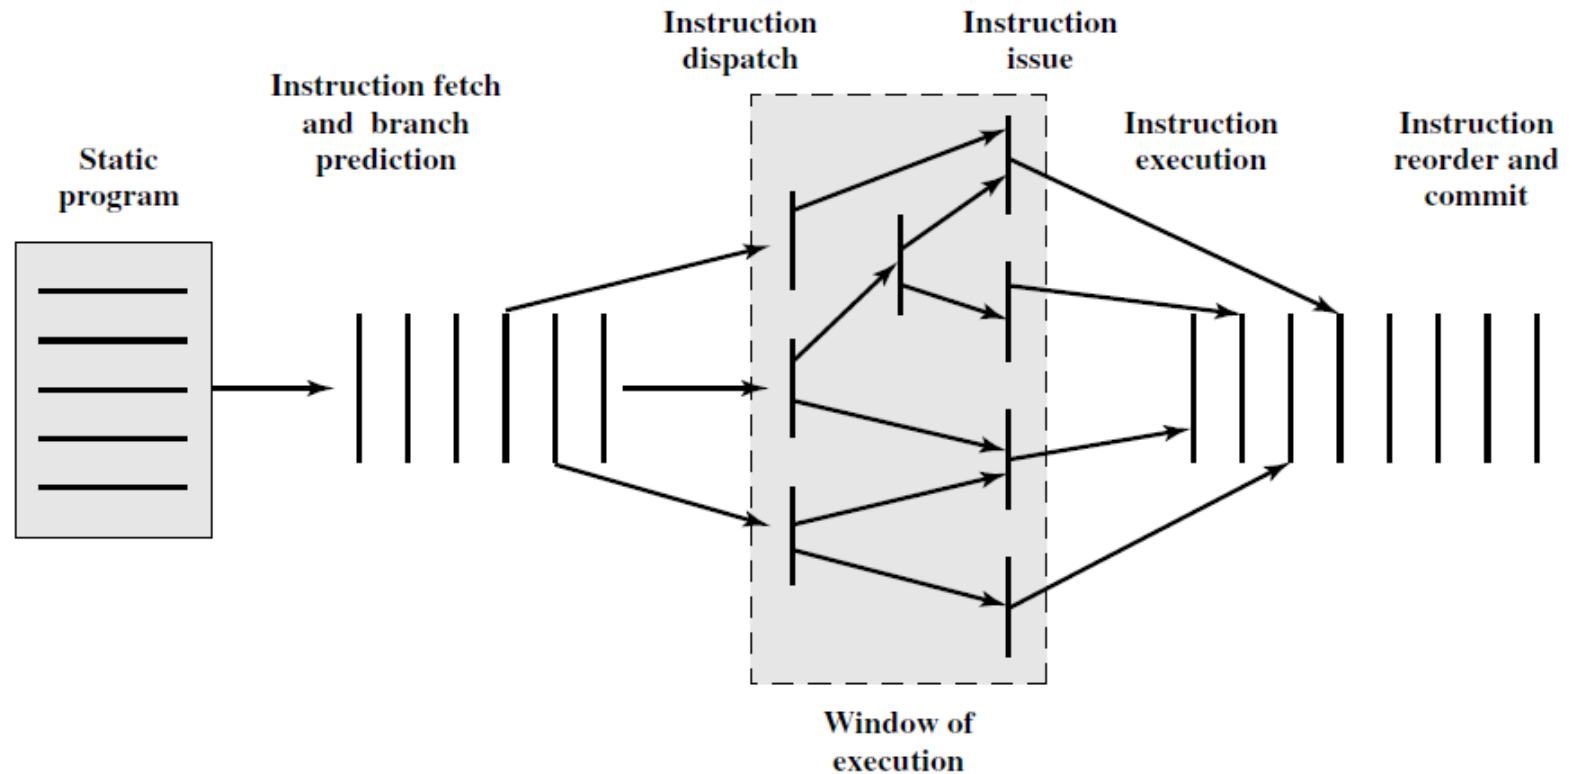 Static
program
Instruction fetch
and branch
prediction
Instruction
dispatch
Instruction
issue
Instruction
execution
Instruction
reorder and
commit
Window of
execution